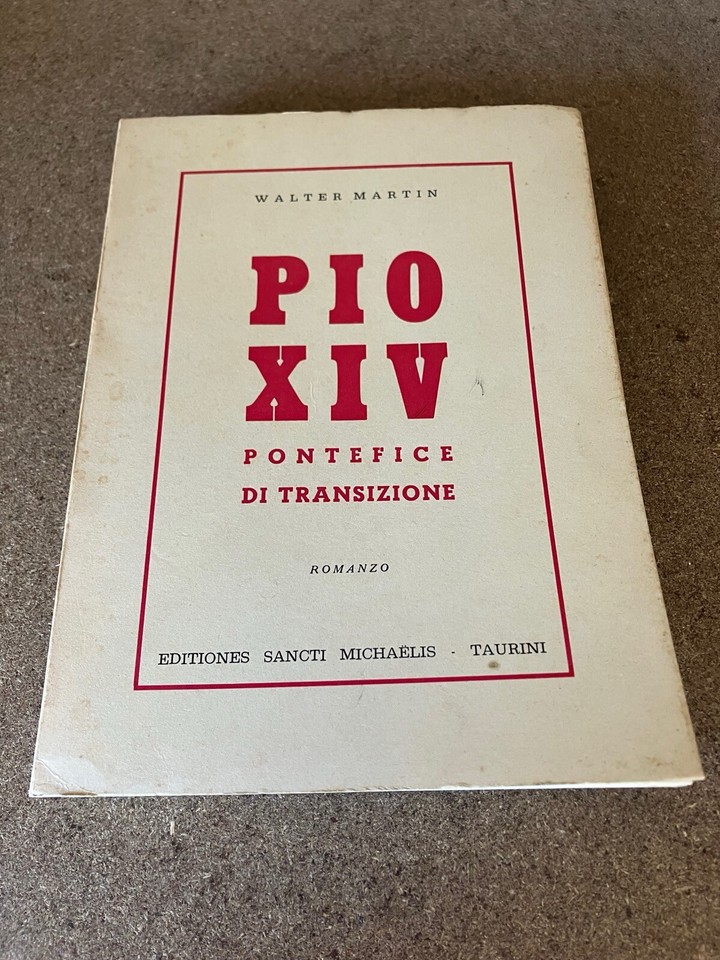 WALTER MARTIN
PIO
XIV
PONTEFICE
DI TRANSIZIONE
ROMANZO
EDITIONES SANCTI MICHAËLIS - TAURINI